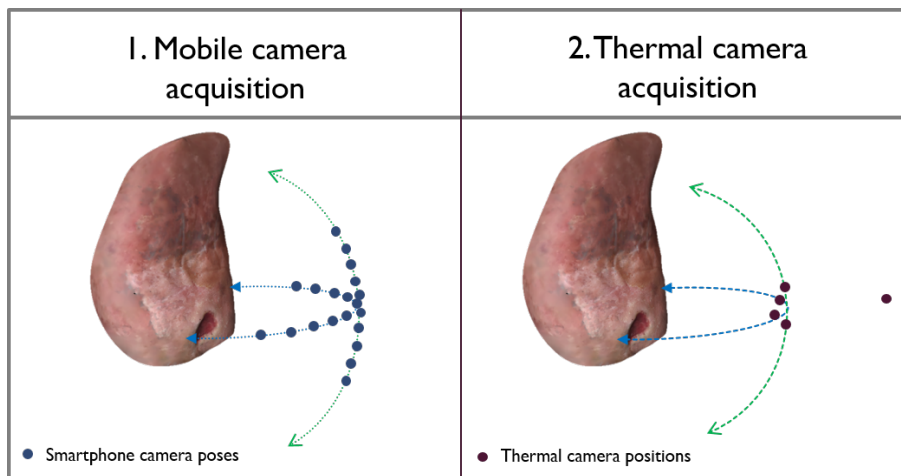 1. Mobile camera
acquisition
2. Thermal camera
acquisition
Smartphone camera poses
Thermal camera positions